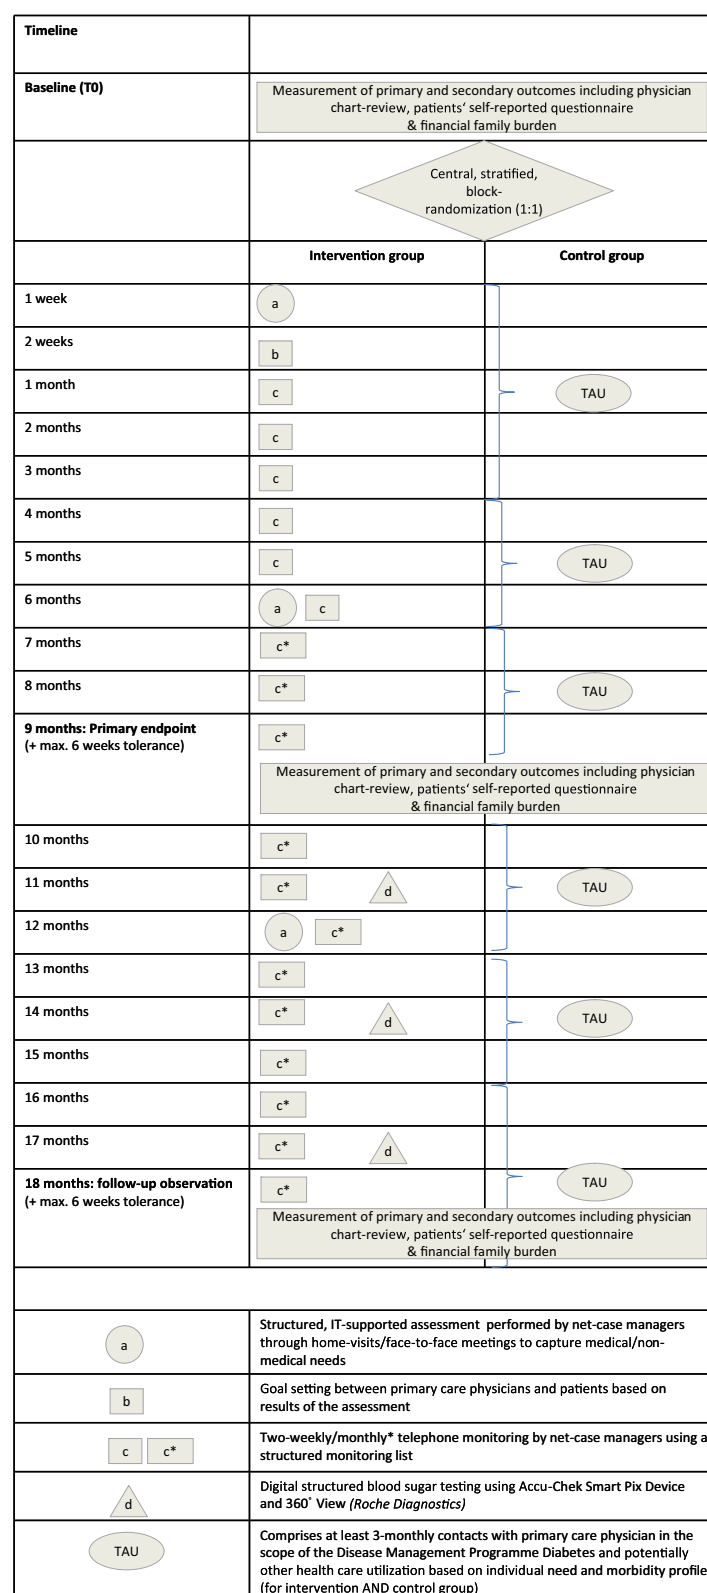 Timeline
Baseline (T0)
Measurement of primary and secondary outcomes including physician
chart-review, patients‘ self-reported questionnaire
& financial family burden
Central, stratified,
block-
randomization (1:1)
Intervention group
Control group
1 week
a
2 weeks
b
1 month
c
TAU
2 months
c
3 months
c
4 months
c
5 months
c
TAU
6 months
a
c
7 months
c*
8 months
c*
TAU
9 months: Primary endpoint
(+ max. 6 weeks tolerance)
c*
Measurement of primary and secondary outcomes including physician
chart-review, patients‘ self-reported questionnaire
& financial family burden
10 months
c*
11 months
c*
d
TAU
12 months
a
c*
13 months
c*
14 months
c*
d
TAU
15 months
c*
16 months
c*
17 months
c*
d
18 months: follow-up observation
(+ max. 6 weeks tolerance)
c*
TAU
Measurement of primary and secondary outcomes including physician
chart-review, patients‘ self-reported questionnaire
& financial family burden
a
Structured, IT-supported assessment performed by net-case managers
through home-visits/face-to-face meetings to capture medical/non-
medical needs
b
Goal setting between primary care physicians and patients based on
results of the assessment
c
c*
Two-weekly/monthly* telephone monitoring by net-case managers using a
structured monitoring list
d
Digital structured blood sugar testing using Accu-Chek Smart Pix Device
and 360° View (Roche Diagnostics)
TAU
Comprises at least 3-monthly contacts with primary care physician in the
scope of the Disease Management Programme Diabetes and potentially
other health care utilization based on individual need and morbidity profile
(for intervention AND control group)